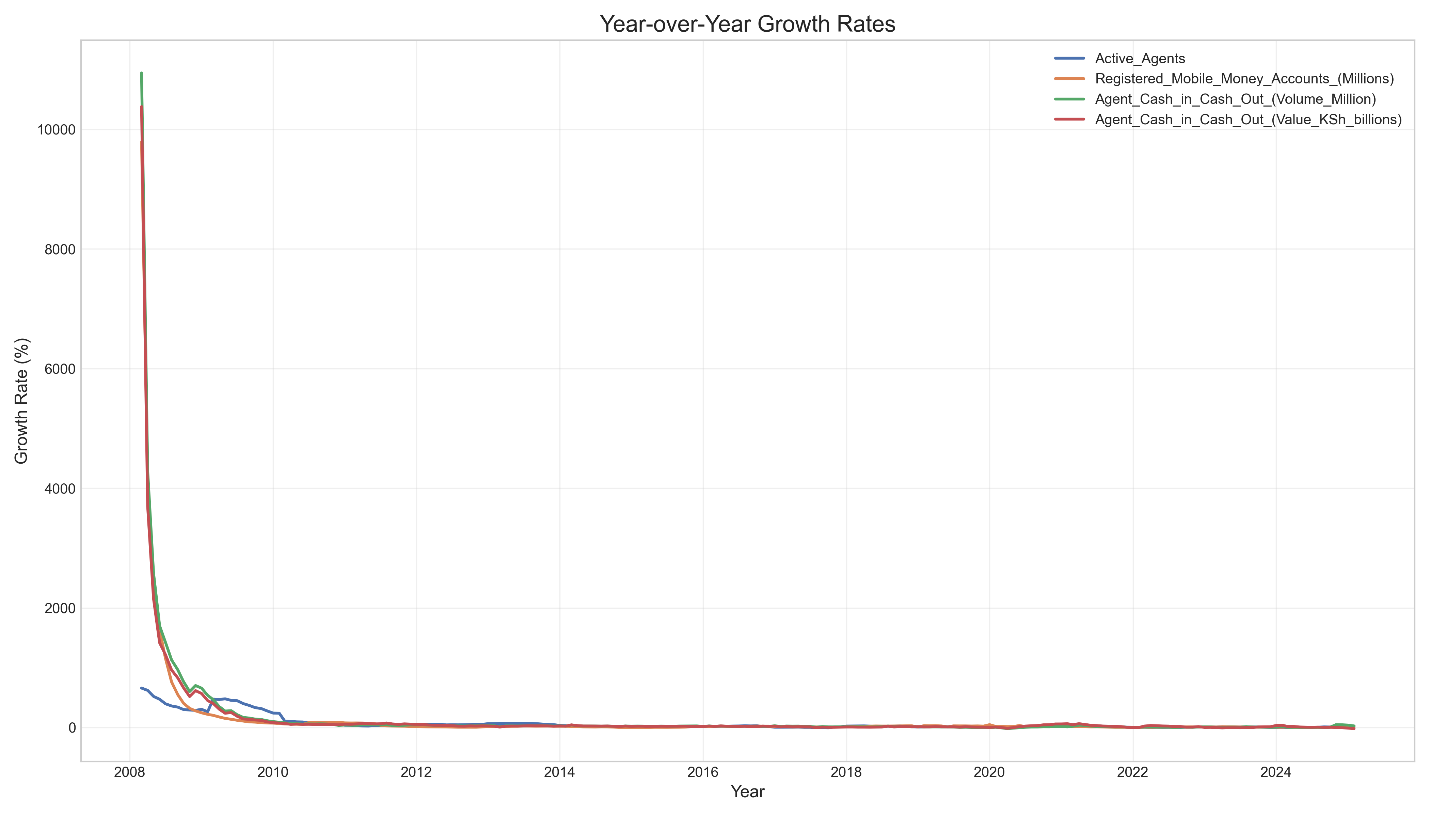 Year-over-Year Growth Rates
Active_Agents
Registered_Mobile_Money_Accounts_(Millions)
Agent_Cash_in_Cash_Out_(Volume_Million)
Agent_Cash_in_Cash_Out_(Value_KSh_billions)
10000
8000
6000
4000
2000
0
Growth Rate (%)
2008 2010 2012 2014 2016 2018 2020 2022 2024
Year